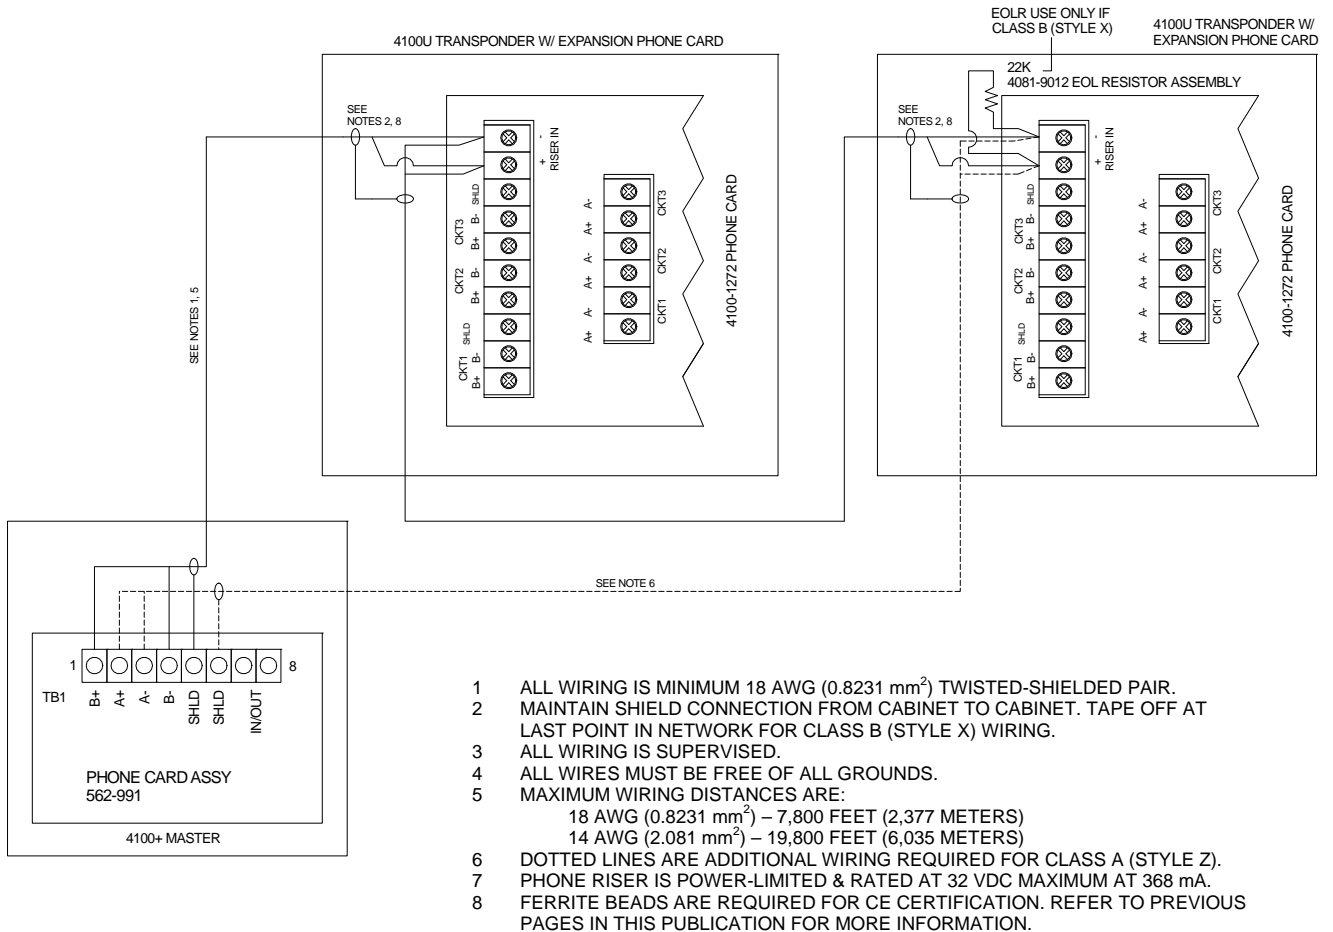 EOLR USE ONLY IF
CLASS B (STYLE X)
4100U TRANSPONDER W/
EXPANSION PHONE CARD
4100U TRANSPONDER W/ EXPANSION PHONE CARD
22K
4081-9012 EOL RESISTOR ASSEMBLY
SEE
NOTES 2, 8
-
+
RISER IN
SHLD
CKT3
B-
B+
CKT2
B-
B+
SHLD
CKT1
B-
B+
A-
A+
CKT3
A-
A+
CKT2
A-
A+
CKT1
4100-1272 PHONE CARD
SEE
NOTES 2, 8
-
+
RISER IN
SHLD
CKT3
B-
B+
CKT2
B-
B+
SHLD
CKT1
B-
B+
A-
A+
CKT3
A-
A+
CKT2
A-
A+
CKT1
4100-1272 PHONE CARD
SEE NOTES 1, 5
SEE NOTE 6
1
8
TB1
B+
A+
A-
B-
SHLD
SHLD
IN/OUT
PHONE CARD ASSY
562-991
4100+ MASTER
1 ALL WIRING IS MINIMUM 18 AWG (0.8231 mm²) TWISTED-SHIELDED PAIR.
2 MAINTAIN SHIELD CONNECTION FROM CABINET TO CABINET. TAPE OFF AT
LAST POINT IN NETWORK FOR CLASS B (STYLE X) WIRING.
3 ALL WIRING IS SUPERVISED.
4 ALL WIRES MUST BE FREE OF ALL GROUNDS.
5 MAXIMUM WIRING DISTANCES ARE:
18 AWG (0.8231 mm²) – 7,800 FEET (2,377 METERS)
14 AWG (2.081 mm²) – 19,800 FEET (6,035 METERS)
6 DOTTED LINES ARE ADDITIONAL WIRING REQUIRED FOR CLASS A (STYLE Z).
7 PHONE RISER IS POWER-LIMITED & RATED AT 32 VDC MAXIMUM AT 368 mA.
8 FERRITE BEADS ARE REQUIRED FOR CE CERTIFICATION. REFER TO PREVIOUS
PAGES IN THIS PUBLICATION FOR MORE INFORMATION.